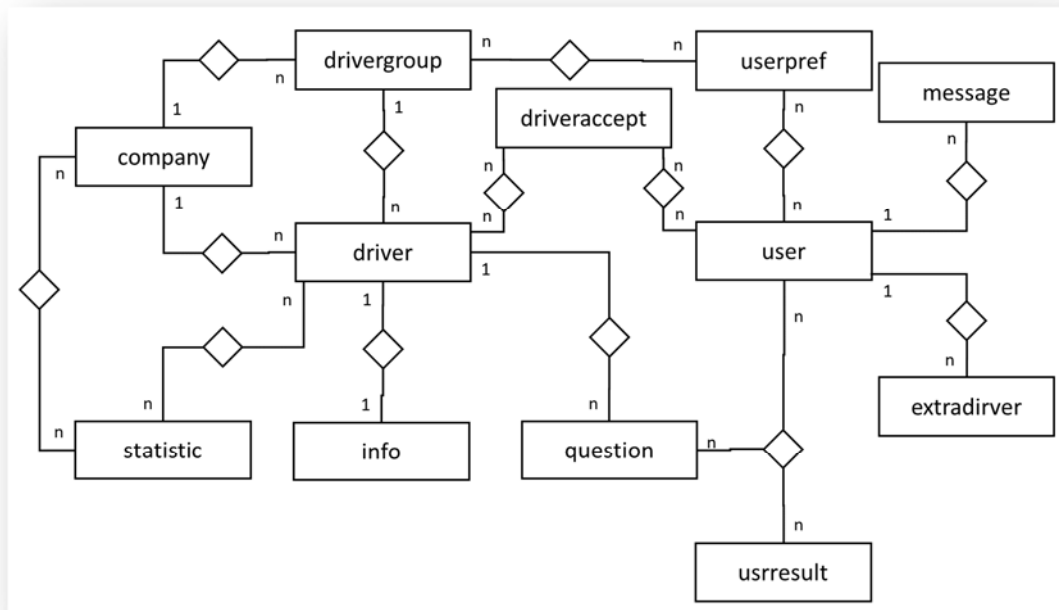 drivergroup
n
n
userpref
n
message
1
driveraccept
n
n
1
company
n
n
n
n
1
n
n
n
n
1
driver
user
n
1
1
n
1
n
n
n
1
n
n
extradirver
n
statistic
info
question
n
n
usrresult